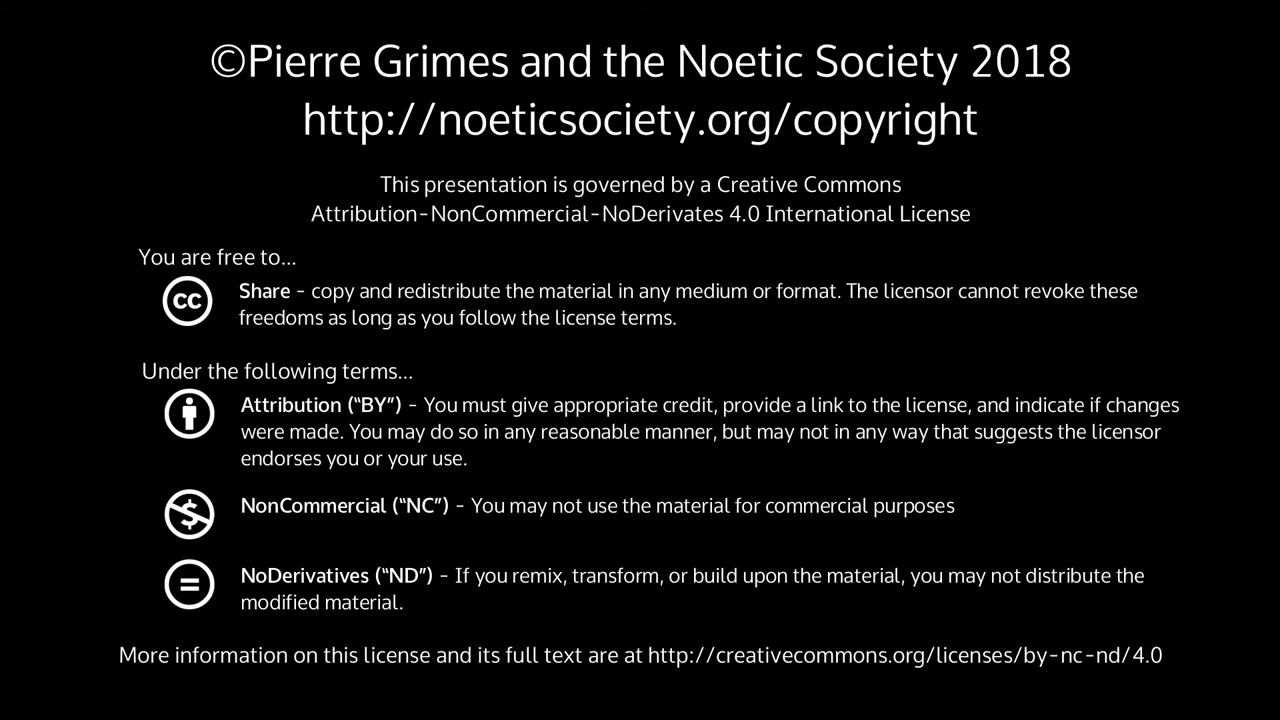 ©Pierre Grimes and the Noetic Society 2018
http://noeticsociety.org/copyright
This presentation is governed by a Creative Commons
Attribution-NonCommercial-NoDerivates 4.0 International License
You are free to...
cc
Share - copy and redistribute the material in any medium or format. The licensor cannot revoke these
freedoms as long as you follow the license terms.
Under the following terms...
Attribution (“BY”) - You must give appropriate credit, provide a link to the license, and indicate if changes
were made. You may do so in any reasonable manner, but may not in any way that suggests the licensor
endorses you or your use.
NonCommercial (“NC”) - You may not use the material for commercial purposes
NoDerivatives (“ND”) - If you remix, transform, or build upon the material, you may not distribute the
modified material.
More information on this license and its full text are at http://creativecommons.org/licenses/by-nc-nd/4.0